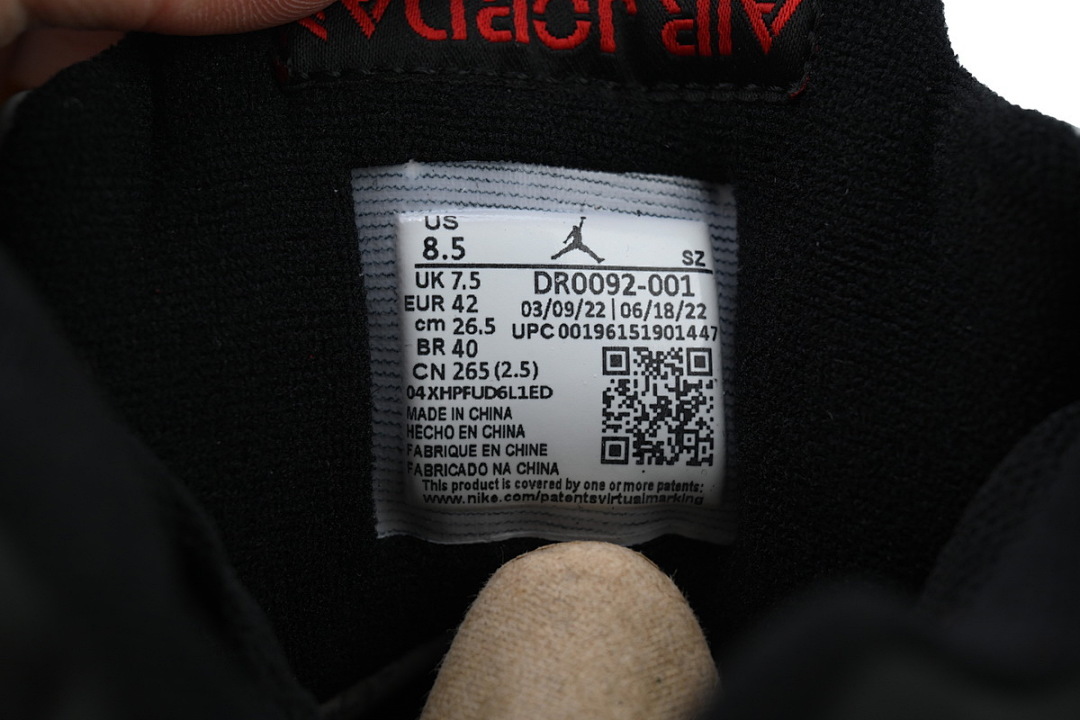 AIR JORDAN
US
8.5
SZ
UK 7.5
DR0092-001
EUR 42
03/09/22 | 06/18/22
cm 26.5
UPC 00196151901447
BR 40
CN 265 (2.5)
04XHPFUD6L1ED
MADE IN CHINA
HECHO EN CHINA
FABRIQUE EN CHINE
FABRICADO NA CHINA
This product is covered by one or more patents:
www.nike.com/patentsvirtualmarking